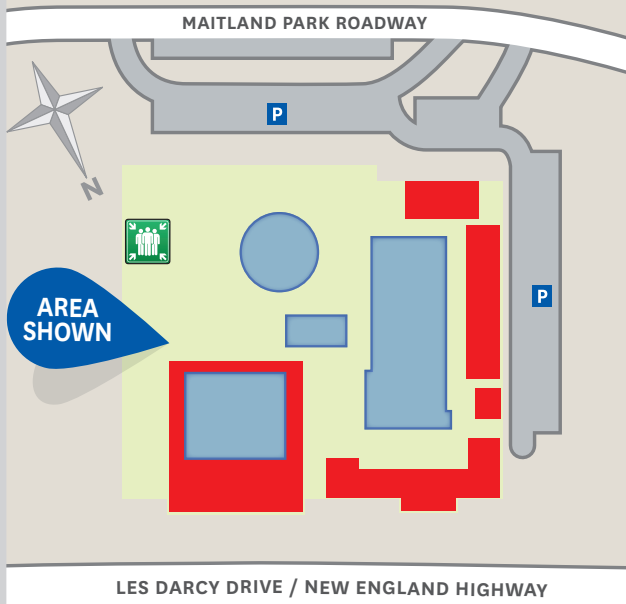 MAITLAND PARK ROADWAY
P
N
P
AREA
SHOWN
LES DARCY DRIVE / NEW ENGLAND HIGHWAY